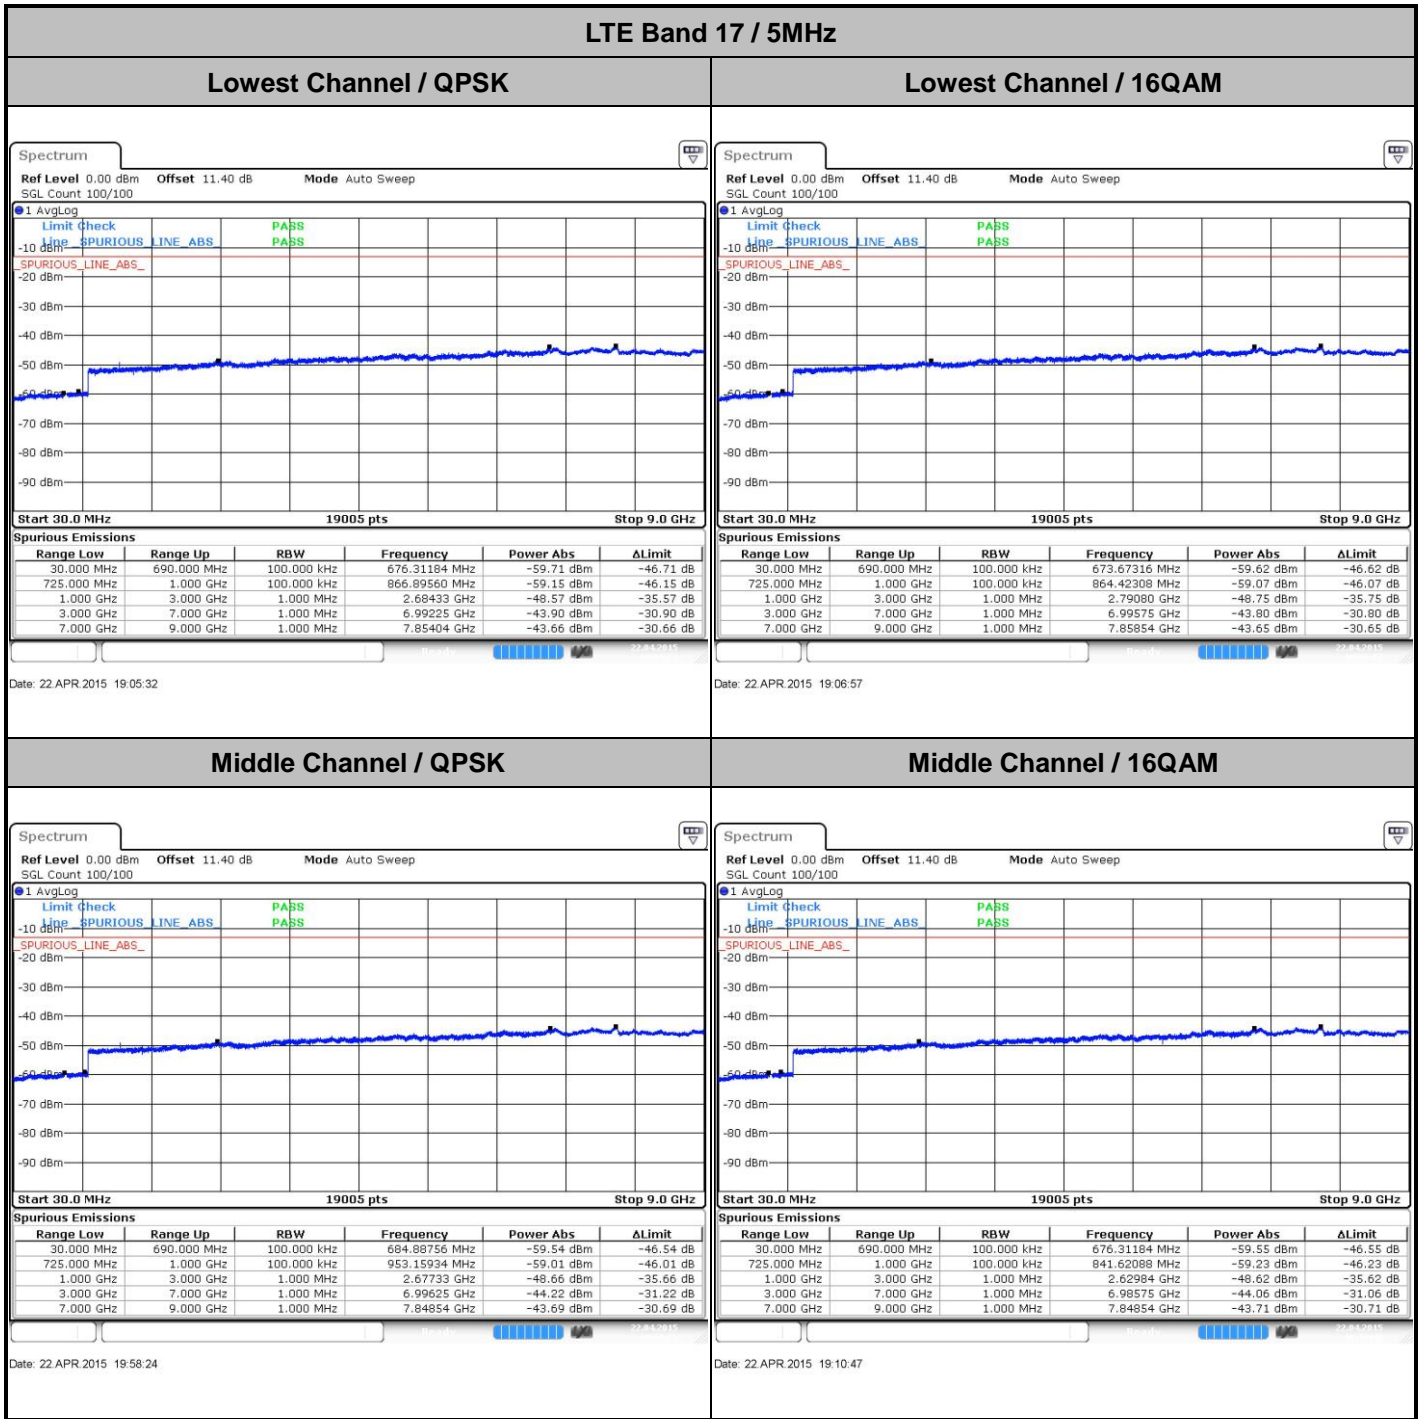 LTE Band 17 / 5MHz
Lowest Channel / QPSK
Lowest Channel / 16QAM
Spectrum
Ref Level 0.00 dBm Offset 11.40 dB Mode Auto Sweep
SGL Count 100/100
1 AvgLog
Limit Check PASS
Line _SPURIOUS_LINE_ABS_ PASS
-10 dBm
_SPURIOUS_LINE_ABS_
-20 dBm
-30 dBm
-40 dBm
-50 dBm
-60 dBm
-70 dBm
-80 dBm
-90 dBm
Start 30.0 MHz 19005 pts Stop 9.0 GHz
Spurious Emissions
Range Low Range Up RBW Frequency Power Abs ΔLimit
30.000 MHz 690.000 MHz 100.000 kHz 676.31184 MHz -59.71 dBm -46.71 dB
725.000 MHz 1.000 GHz 100.000 kHz 866.89560 MHz -59.15 dBm -46.15 dB
1.000 GHz 3.000 GHz 1.000 MHz 2.68433 GHz -48.57 dBm -35.57 dB
3.000 GHz 7.000 GHz 1.000 MHz 6.99225 GHz -43.90 dBm -30.90 dB
7.000 GHz 9.000 GHz 1.000 MHz 7.85404 GHz -43.66 dBm -30.66 dB
Ready 22.04.2015
Date: 22.APR.2015 19:05:32
Spectrum
Ref Level 0.00 dBm Offset 11.40 dB Mode Auto Sweep
SGL Count 100/100
1 AvgLog
Limit Check PASS
Line _SPURIOUS_LINE_ABS_ PASS
-10 dBm
_SPURIOUS_LINE_ABS_
-20 dBm
-30 dBm
-40 dBm
-50 dBm
-60 dBm
-70 dBm
-80 dBm
-90 dBm
Start 30.0 MHz 19005 pts Stop 9.0 GHz
Spurious Emissions
Range Low Range Up RBW Frequency Power Abs ΔLimit
30.000 MHz 690.000 MHz 100.000 kHz 673.67316 MHz -59.62 dBm -46.62 dB
725.000 MHz 1.000 GHz 100.000 kHz 864.42308 MHz -59.07 dBm -46.07 dB
1.000 GHz 3.000 GHz 1.000 MHz 2.79080 GHz -48.75 dBm -35.75 dB
3.000 GHz 7.000 GHz 1.000 MHz 6.99575 GHz -43.80 dBm -30.80 dB
7.000 GHz 9.000 GHz 1.000 MHz 7.85854 GHz -43.65 dBm -30.65 dB
Ready 22.04.2015
Date: 22.APR.2015 19:06:57
Middle Channel / QPSK
Middle Channel / 16QAM
Spectrum
Ref Level 0.00 dBm Offset 11.40 dB Mode Auto Sweep
SGL Count 100/100
1 AvgLog
Limit Check PASS
Line _SPURIOUS_LINE_ABS_ PASS
-10 dBm
_SPURIOUS_LINE_ABS_
-20 dBm
-30 dBm
-40 dBm
-50 dBm
-60 dBm
-70 dBm
-80 dBm
-90 dBm
Start 30.0 MHz 19005 pts Stop 9.0 GHz
Spurious Emissions
Range Low Range Up RBW Frequency Power Abs ΔLimit
30.000 MHz 690.000 MHz 100.000 kHz 684.88756 MHz -59.54 dBm -46.54 dB
725.000 MHz 1.000 GHz 100.000 kHz 953.15934 MHz -59.01 dBm -46.01 dB
1.000 GHz 3.000 GHz 1.000 MHz 2.67733 GHz -48.66 dBm -35.66 dB
3.000 GHz 7.000 GHz 1.000 MHz 6.99625 GHz -44.22 dBm -31.22 dB
7.000 GHz 9.000 GHz 1.000 MHz 7.84854 GHz -43.69 dBm -30.69 dB
Ready 22.04.2015
Date: 22.APR.2015 19:58:24
Spectrum
Ref Level 0.00 dBm Offset 11.40 dB Mode Auto Sweep
SGL Count 100/100
1 AvgLog
Limit Check PASS
Line _SPURIOUS_LINE_ABS_ PASS
-10 dBm
_SPURIOUS_LINE_ABS_
-20 dBm
-30 dBm
-40 dBm
-50 dBm
-60 dBm
-70 dBm
-80 dBm
-90 dBm
Start 30.0 MHz 19005 pts Stop 9.0 GHz
Spurious Emissions
Range Low Range Up RBW Frequency Power Abs ΔLimit
30.000 MHz 690.000 MHz 100.000 kHz 676.31184 MHz -59.55 dBm -46.55 dB
725.000 MHz 1.000 GHz 100.000 kHz 841.62088 MHz -59.23 dBm -46.23 dB
1.000 GHz 3.000 GHz 1.000 MHz 2.62984 GHz -48.62 dBm -35.62 dB
3.000 GHz 7.000 GHz 1.000 MHz 6.98575 GHz -44.06 dBm -31.06 dB
7.000 GHz 9.000 GHz 1.000 MHz 7.84854 GHz -43.71 dBm -30.71 dB
Ready 22.04.2015
Date: 22.APR.2015 19:10:47